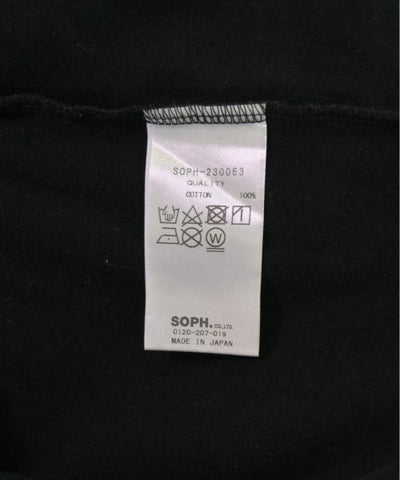 SOPH-230063
QUALITY
COTTON 100%
W
SOPH. CO.,LTD.
0120-207-019
MADE IN JAPAN